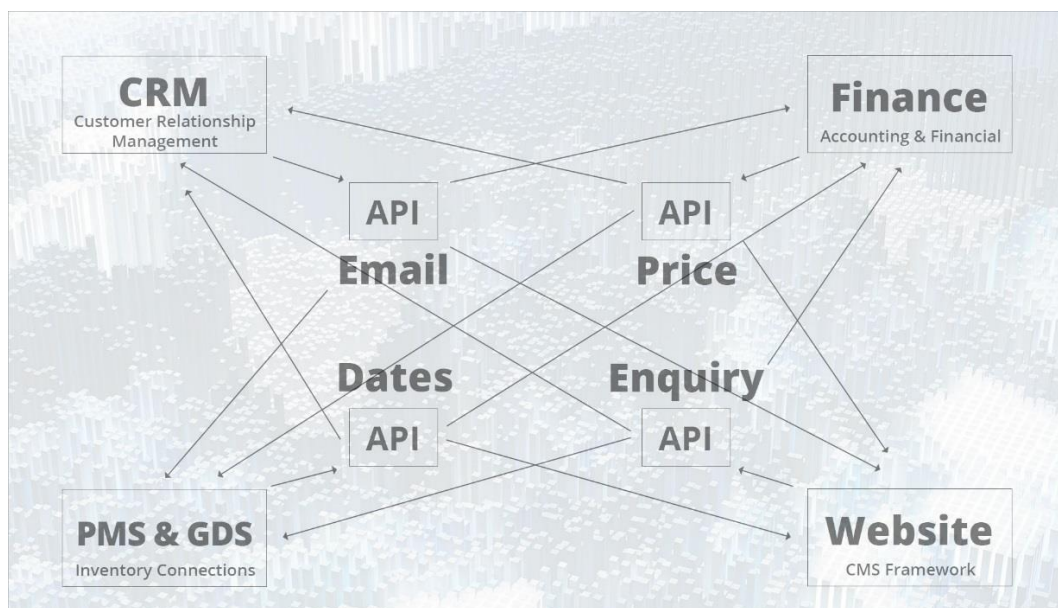 CRM
Customer Relationship
Management
Finance
Accounting & Financial
API
Email
API
Price
Dates
API
Enquiry
API
PMS & GDS
Inventory Connections
Website
CMS Framework